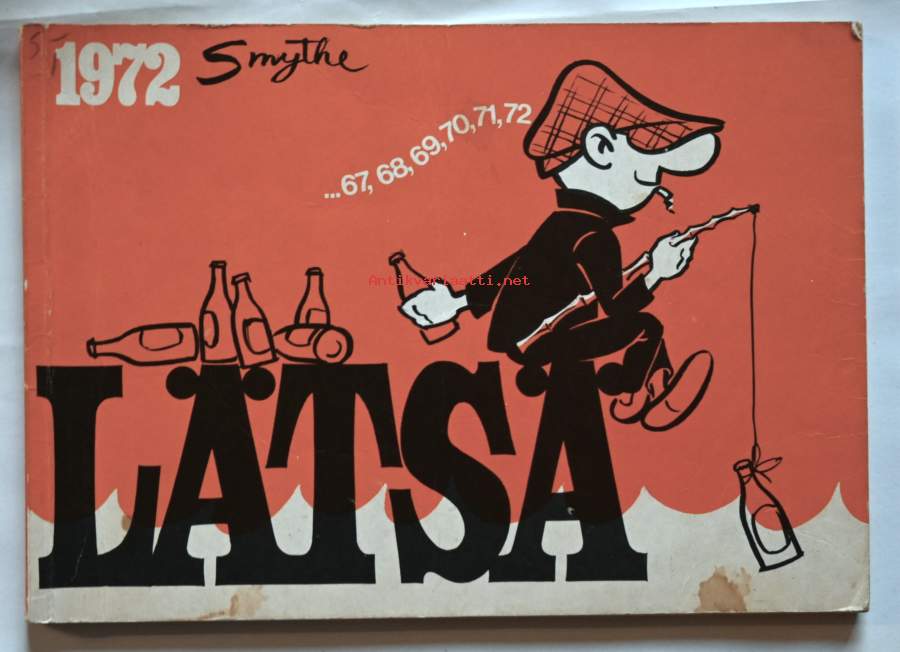 1972 Smythe
...67, 68, 69, 70, 71, 72
Antikvariaatti.net
LÄTSÄ